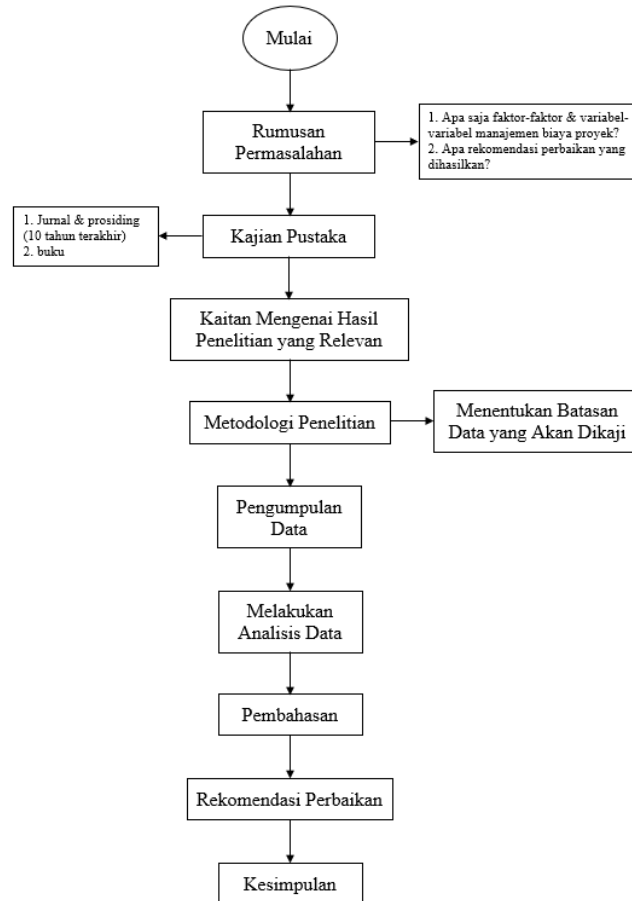 Mulai
Rumusan
Permasalahan
1. Apa saja faktor-faktor & variabel-
variabel manajemen biaya proyek?
2. Apa rekomendasi perbaikan yang
dihasilkan?
1. Jurnal & prosiding
(10 tahun terakhir)
2. buku
Kajian Pustaka
Kaitan Mengenai Hasil
Penelitian yang Relevan
Metodologi Penelitian
Menentukan Batasan
Data yang Akan Dikaji
Pengumpulan
Data
Melakukan
Analisis Data
Pembahasan
Rekomendasi Perbaikan
Kesimpulan